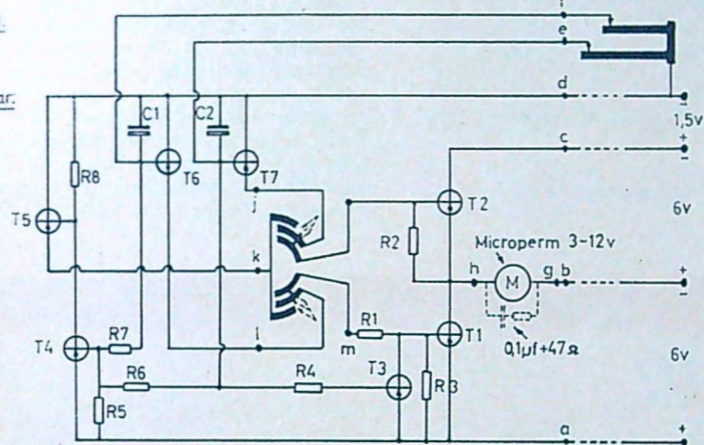 e
ar.
d
C1
C2
1,5v
c
R8
T6
T7
T2
6v
T5
j
R2
Microperm 3-12v
k
h
M
g
b
R1
T1
0,1µf+47Ω
T4
R7
l
m
T3
6v
R6
R4
R3
R5
a